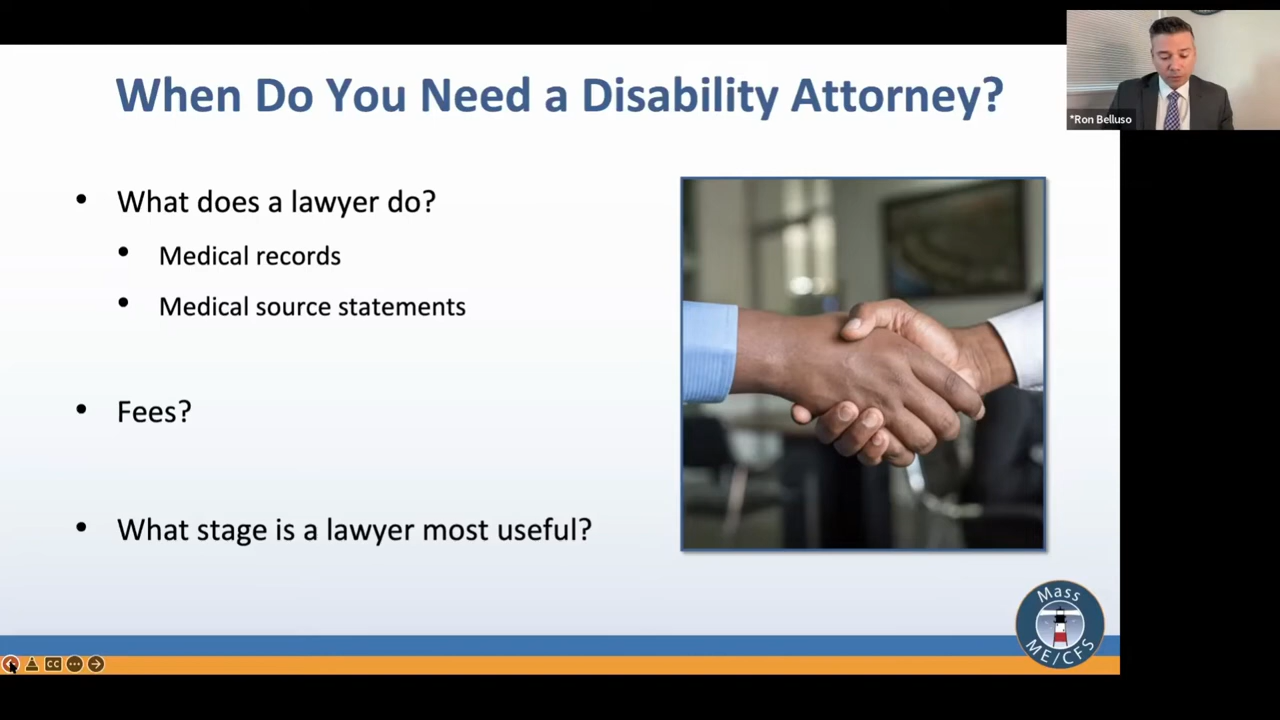 When Do You Need a Disability Attorney?
*Ron Belluso
• What does a lawyer do?
• Medical records
• Medical source statements
• Fees?
• What stage is a lawyer most useful?
Mass
ME/CFS
CC